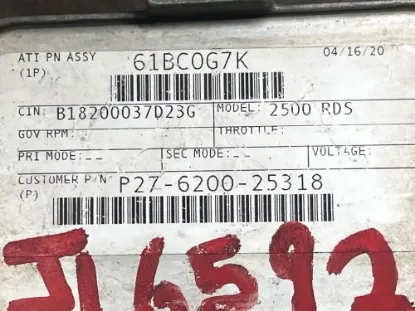 ATI PN ASSY 61BC0G7K 04/16/20
(1P)
CIN: B18200037D23G MODEL: 2500 RDS
GOV RPM: THROTTLE:
PRI MODE: _ _ SEC MODE: _ _ VOLTAGE:
CUSTOMER P/N P27-6200-25318
(P)
J16592